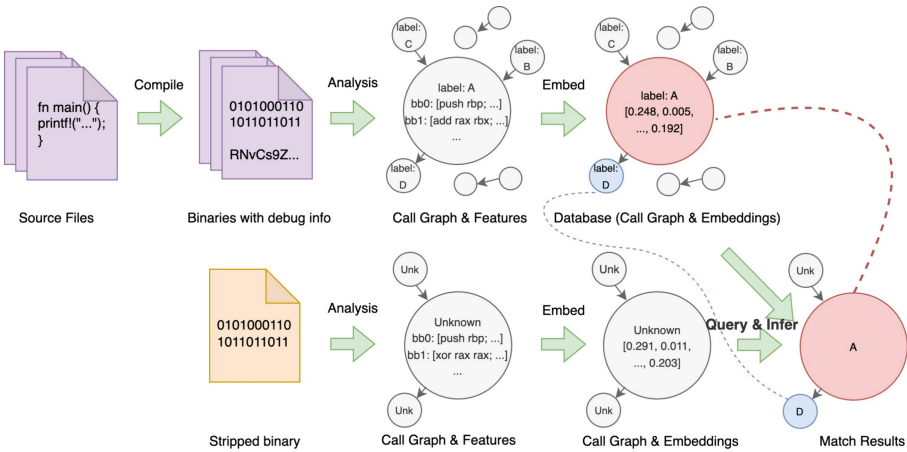 fn main() {
printf!("...");
}
Source Files
Compile
0101000110
1011011011
RNvCs9Z...
Binaries with debug info
Analysis
label:
C
label:
B
label: A
bb0: [push rbp; ...]
bb1: [add rax rbx; ...]
...
label:
D
Call Graph & Features
Embed
label:
C
label:
B
label: A
[0.248, 0.005,
..., 0.192]
label:
D
Database (Call Graph & Embeddings)
0101000110
1011011011
Stripped binary
Analysis
Unk
Unknown
bb0: [push rbp; ...]
bb1: [xor rax rax; ...]
...
Unk
Call Graph & Features
Embed
Unk
Unknown
[0.291, 0.011,
..., 0.203]
Unk
Call Graph & Embeddings
Query & Infer
Unk
A
D
Match Results